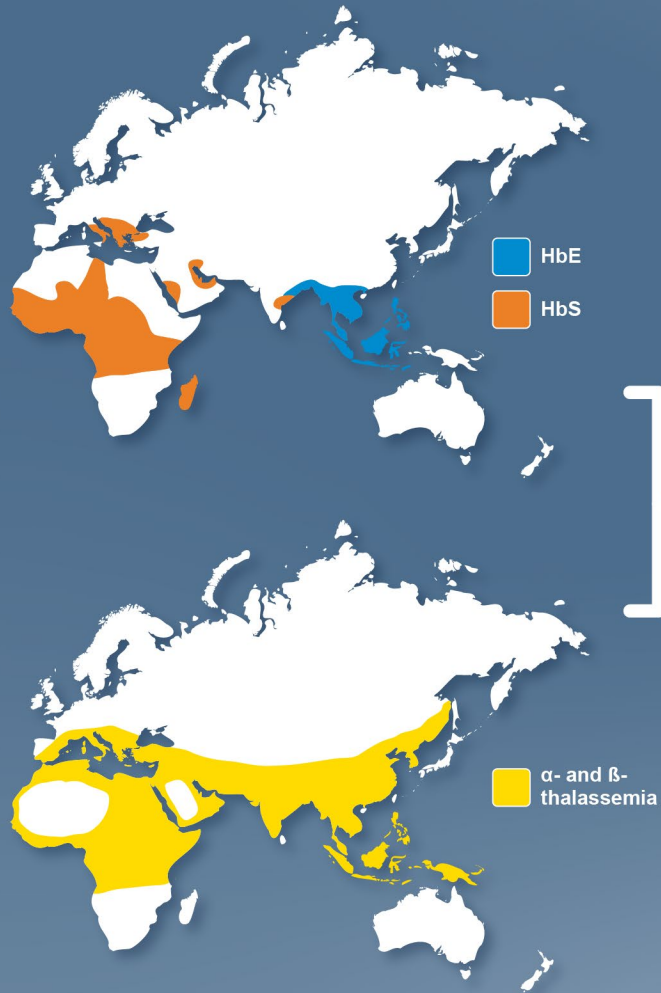 HbE
HbS
α- and ß-
thalassemia